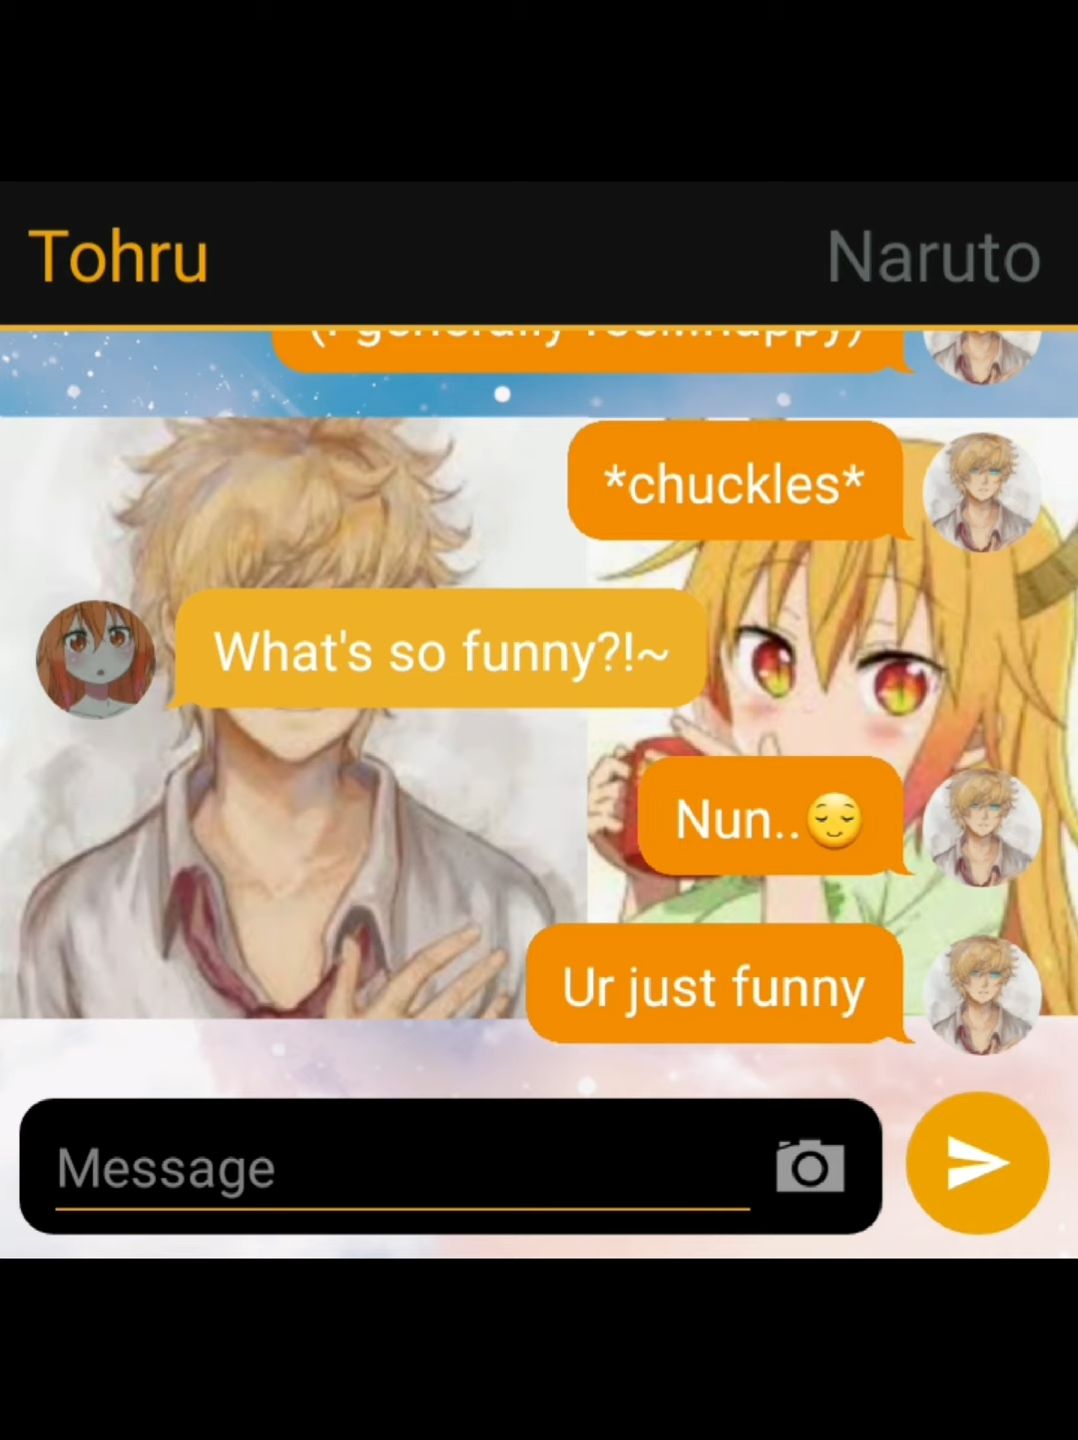 Tohru
Naruto
*chuckles*
What's so funny?!~
Nun..😌
Ur just funny
Message